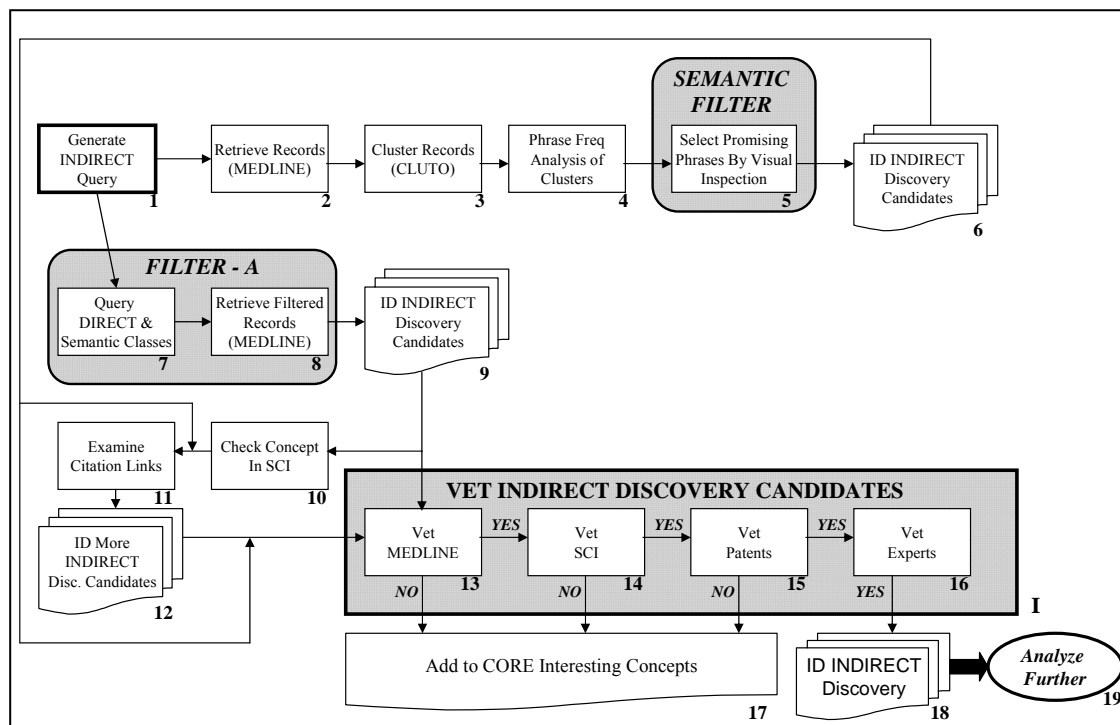 SEMANTIC
FILTER
Generate
INDIRECT
Query
1
Retrieve Records
(MEDLINE)
2
Cluster Records
(CLUTO)
3
Phrase Freq
Analysis of
Clusters
4
Select Promising
Phrases By Visual
Inspection
5
ID INDIRECT
Discovery
Candidates
6
FILTER - A
Query
DIRECT &
Semantic Classes
7
Retrieve Filtered
Records
(MEDLINE)
8
ID INDIRECT
Discovery
Candidates
9
Examine
Citation Links
11
Check Concept
In SCI
10
ID More
INDIRECT
Disc. Candidates
12
VET INDIRECT DISCOVERY CANDIDATES
Vet
MEDLINE
13
YES
Vet
SCI
14
YES
Vet
Patents
15
YES
Vet
Experts
16
NO
NO
NO
YES
I
Add to CORE Interesting Concepts
17
ID INDIRECT
Discovery
18
Analyze
Further
19